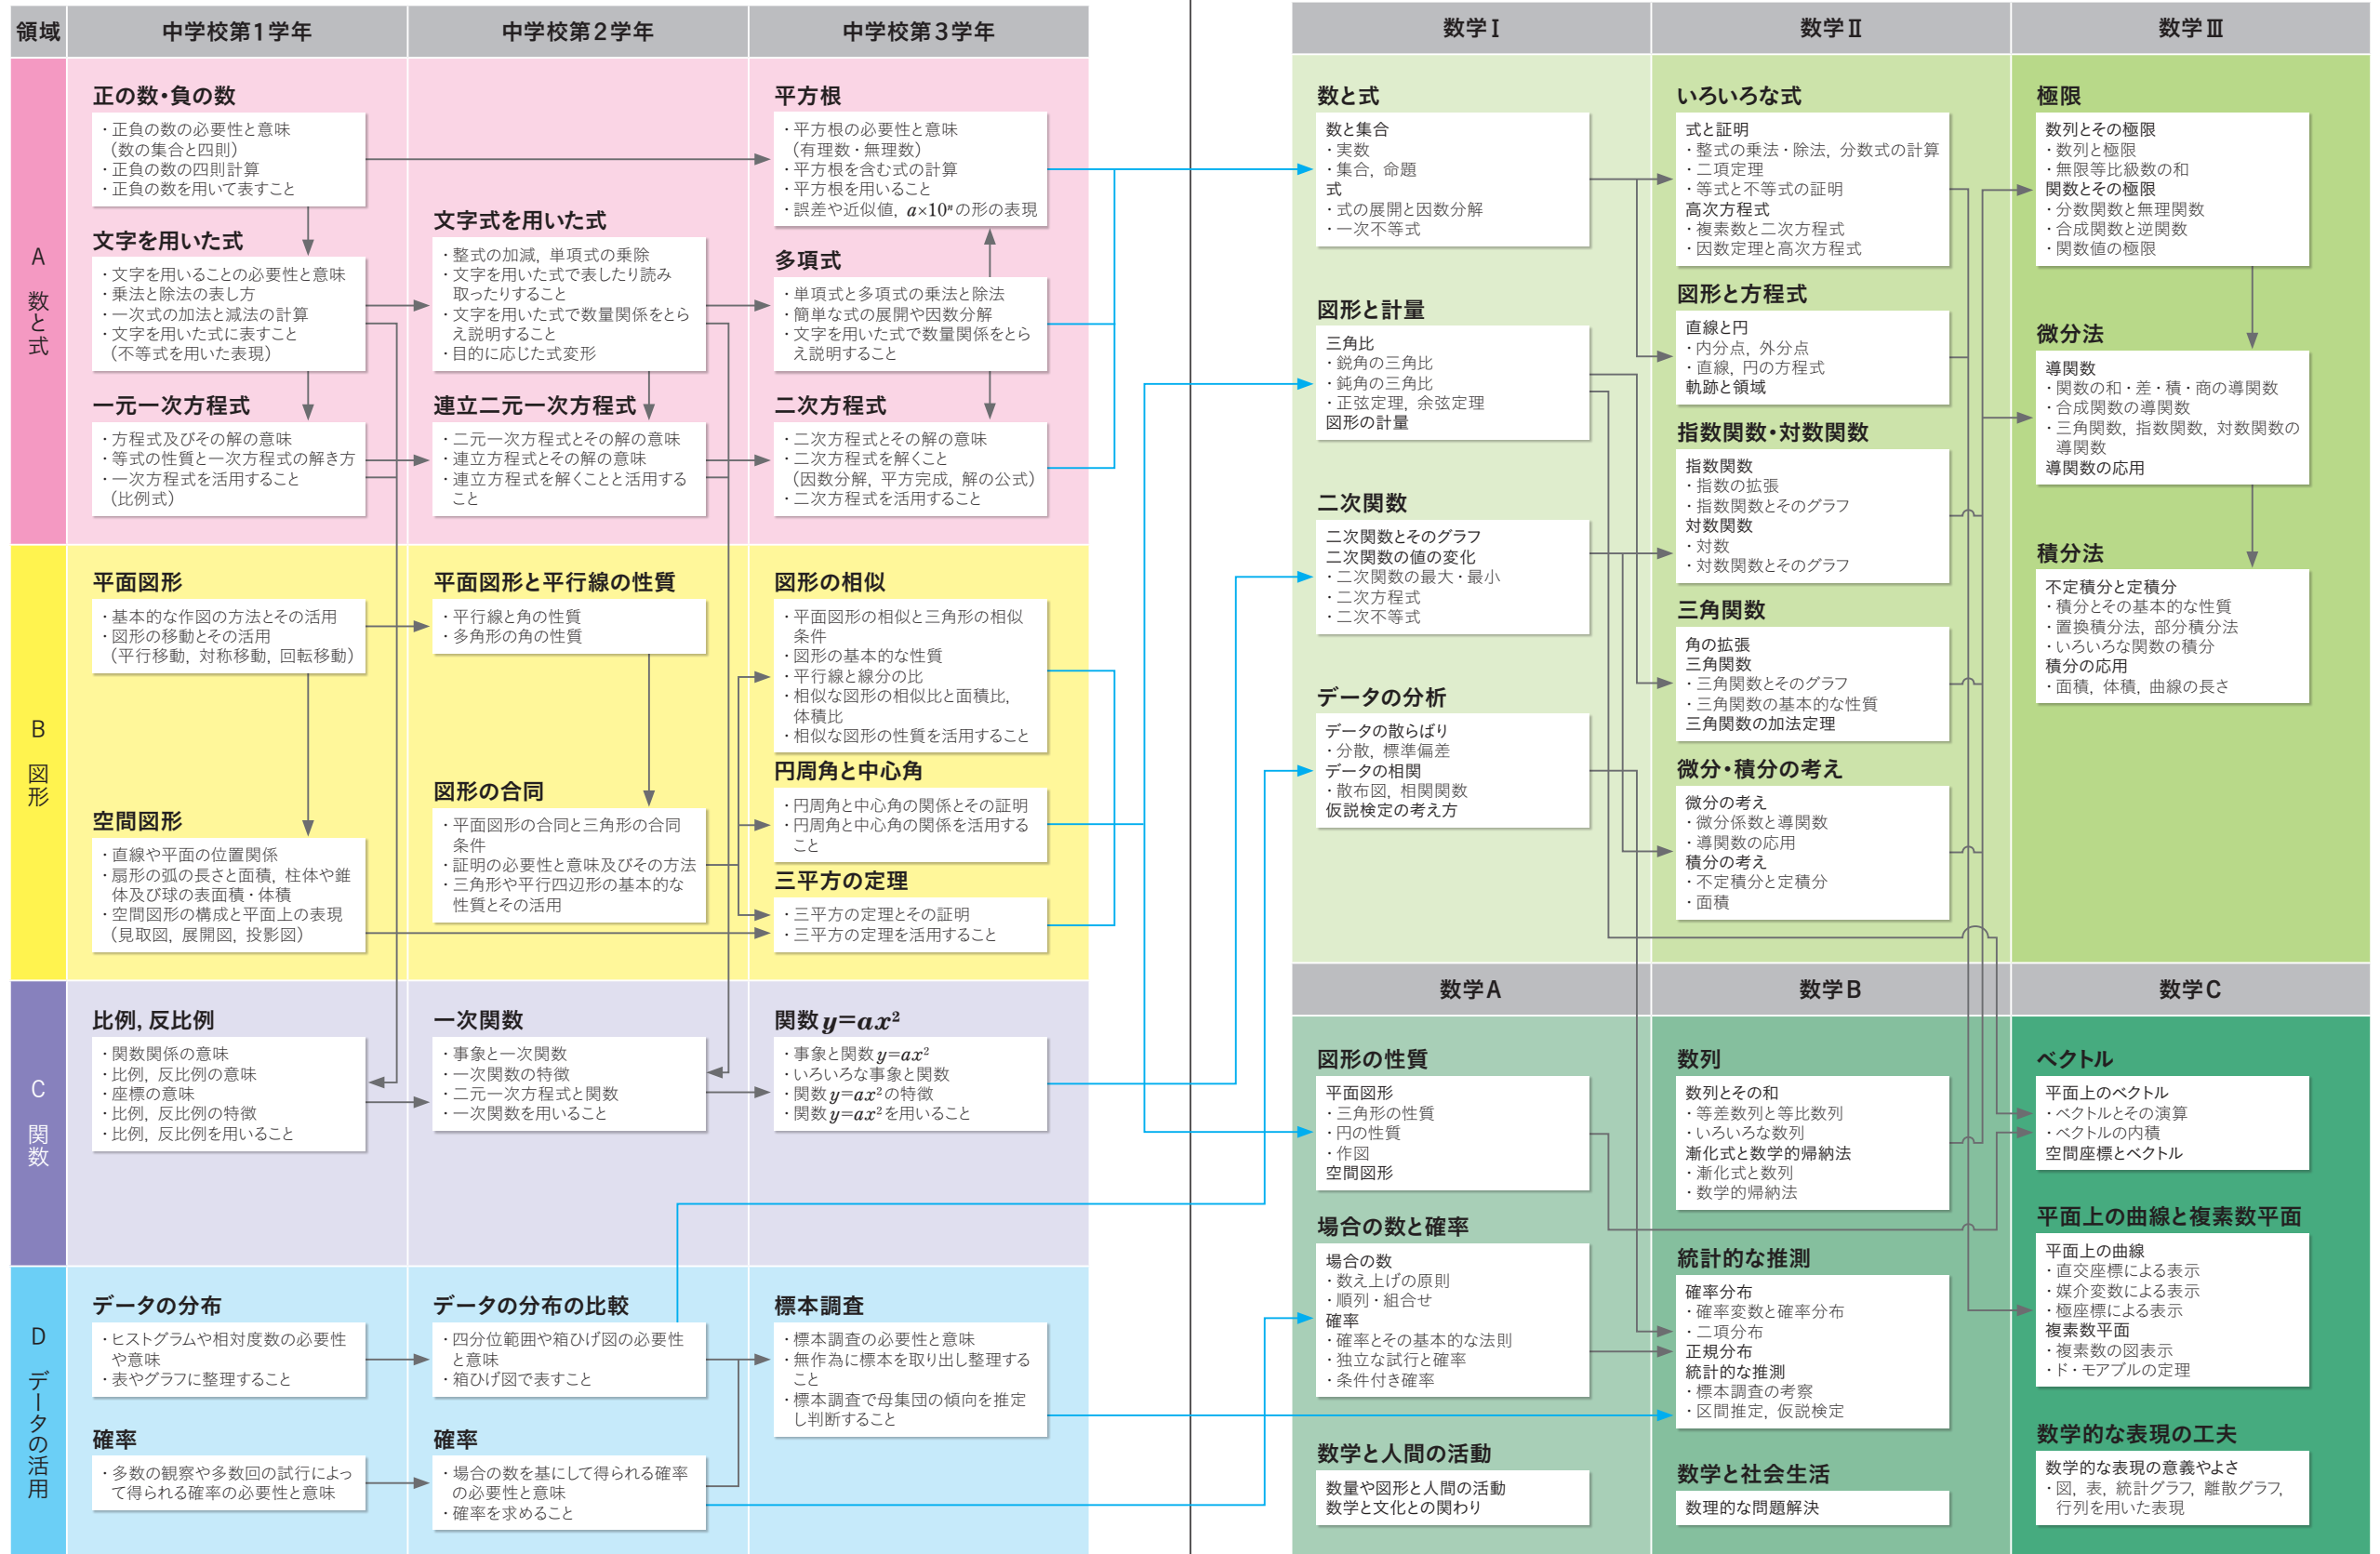 領域
中学校第1学年
中学校第2学年
中学校第3学年
A 数と式
正の数・負の数
・正負の数の必要性と意味
（数の集合と四則）
・正負の数の四則計算
・正負の数を用いて表すこと
文字を用いた式
・文字を用いることの必要性と意味
・乗法と除法の表し方
・一次式の加法と減法の計算
・文字を用いた式に表すこと
（不等式を用いた表現）
一元一次方程式
・方程式及びその解の意味
・等式の性質と一次方程式の解き方
・一次方程式を活用すること
（比例式）
文字式を用いた式
・整式の加減，単項式の乗除
・文字を用いた式で表したり読み
取ったりすること
・文字を用いた式で数量関係をとら
え説明すること
・目的に応じた式変形
連立二元一次方程式
・二元一次方程式とその解の意味
・連立方程式とその解の意味
・連立方程式を解くことと活用する
こと
平方根
・平方根の必要性と意味
（有理数・無理数）
・平方根を含む式の計算
・平方根を用いること
・誤差や近似値，a×10ⁿの形の表現
多項式
・単項式と多項式の乗法と除法
・簡単な式の展開や因数分解
・文字を用いた式で数量関係をとら
え説明すること
二次方程式
・二次方程式とその解の意味
・二次方程式を解くこと
（因数分解，平方完成，解の公式）
・二次方程式を活用すること
B 図形
平面図形
・基本的な作図の方法とその活用
・図形の移動とその活用
（平行移動，対称移動，回転移動）
空間図形
・直線や平面の位置関係
・扇形の弧の長さと面積，柱体や錐
体及び球の表面積・体積
・空間図形の構成と平面上の表現
（見取図，展開図，投影図）
平面図形と平行線の性質
・平行線と角の性質
・多角形の角の性質
図形の合同
・平面図形の合同と三角形の合同
条件
・証明の必要性と意味及びその方法
・三角形や平行四辺形の基本的な
性質とその活用
図形の相似
・平面図形の相似と三角形の相似
条件
・図形の基本的な性質
・平行線と線分の比
・相似な図形の相似比と面積比，
体積比
・相似な図形の性質を活用すること
円周角と中心角
・円周角と中心角の関係とその証明
・円周角と中心角の関係を活用する
こと
三平方の定理
・三平方の定理とその証明
・三平方の定理を活用すること
C 関数
比例，反比例
・関数関係の意味
・比例，反比例の意味
・座標の意味
・比例，反比例の特徴
・比例，反比例を用いること
一次関数
・事象と一次関数
・一次関数の特徴
・二元一次方程式と関数
・一次関数を用いること
関数 y=ax²
・事象と関数 y=ax²
・いろいろな事象と関数
・関数 y=ax² の特徴
・関数 y=ax² を用いること
D データの活用
データの分布
・ヒストグラムや相対度数の必要性
や意味
・表やグラフに整理すること
確率
・多数の観察や多数回の試行によっ
て得られる確率の必要性と意味
データの分布の比較
・四分位範囲や箱ひげ図の必要性
と意味
・箱ひげ図で表すこと
確率
・場合の数を基にして得られる確率
の必要性と意味
・確率を求めること
標本調査
・標本調査の必要性と意味
・無作為に標本を取り出し整理する
こと
・標本調査で母集団の傾向を推定
し判断すること
数学Ⅰ
数学Ⅱ
数学Ⅲ
数と式
数と集合
・実数
・集合，命題
式
・式の展開と因数分解
・一次不等式
図形と計量
三角比
・鋭角の三角比
・鈍角の三角比
・正弦定理，余弦定理
図形の計量
二次関数
二次関数とそのグラフ
二次関数の値の変化
・二次関数の最大・最小
・二次方程式
・二次不等式
データの分析
データの散らばり
・分散，標準偏差
データの相関
・散布図，相関関数
仮説検定の考え方
いろいろな式
式と証明
・整式の乗法・除法，分数式の計算
・二項定理
・等式と不等式の証明
高次方程式
・複素数と二次方程式
・因数定理と高次方程式
図形と方程式
直線と円
・内分点，外分点
・直線，円の方程式
軌跡と領域
指数関数・対数関数
指数関数
・指数の拡張
・指数関数とそのグラフ
対数関数
・対数
・対数関数とそのグラフ
三角関数
角の拡張
三角関数
・三角関数とそのグラフ
・三角関数の基本的な性質
三角関数の加法定理
微分・積分の考え
微分の考え
・微分係数と導関数
・導関数の応用
積分の考え
・不定積分と定積分
・面積
極限
数列とその極限
・数列と極限
・無限等比級数の和
関数とその極限
・分数関数と無理関数
・合成関数と逆関数
・関数値の極限
微分法
導関数
・関数の和・差・積・商の導関数
・合成関数の導関数
・三角関数，指数関数，対数関数の
導関数
導関数の応用
積分法
不定積分と定積分
・積分とその基本的な性質
・置換積分法，部分積分法
・いろいろな関数の積分
積分の応用
・面積，体積，曲線の長さ
数学A
数学B
数学C
図形の性質
平面図形
・三角形の性質
・円の性質
・作図
空間図形
場合の数と確率
場合の数
・数え上げの原則
・順列・組合せ
確率
・確率とその基本的な法則
・独立な試行と確率
・条件付き確率
数学と人間の活動
数量や図形と人間の活動
数学と文化との関わり
数列
数列とその和
・等差数列と等比数列
・いろいろな数列
漸化式と数学的帰納法
・漸化式と数列
・数学的帰納法
統計的な推測
確率分布
・確率変数と確率分布
・二項分布
正規分布
統計的な推測
・標本調査の考察
・区間推定，仮説検定
数学と社会生活
数理的な問題解決
ベクトル
平面上のベクトル
・ベクトルとその演算
・ベクトルの内積
空間座標とベクトル
平面上の曲線と複素数平面
平面上の曲線
・直交座標による表示
・媒介変数による表示
・極座標による表示
複素数平面
・複素数の図表示
・ド・モアブルの定理
数学的な表現の工夫
数学的な表現の意義やよさ
・図，表，統計グラフ，離散グラフ，
行列を用いた表現